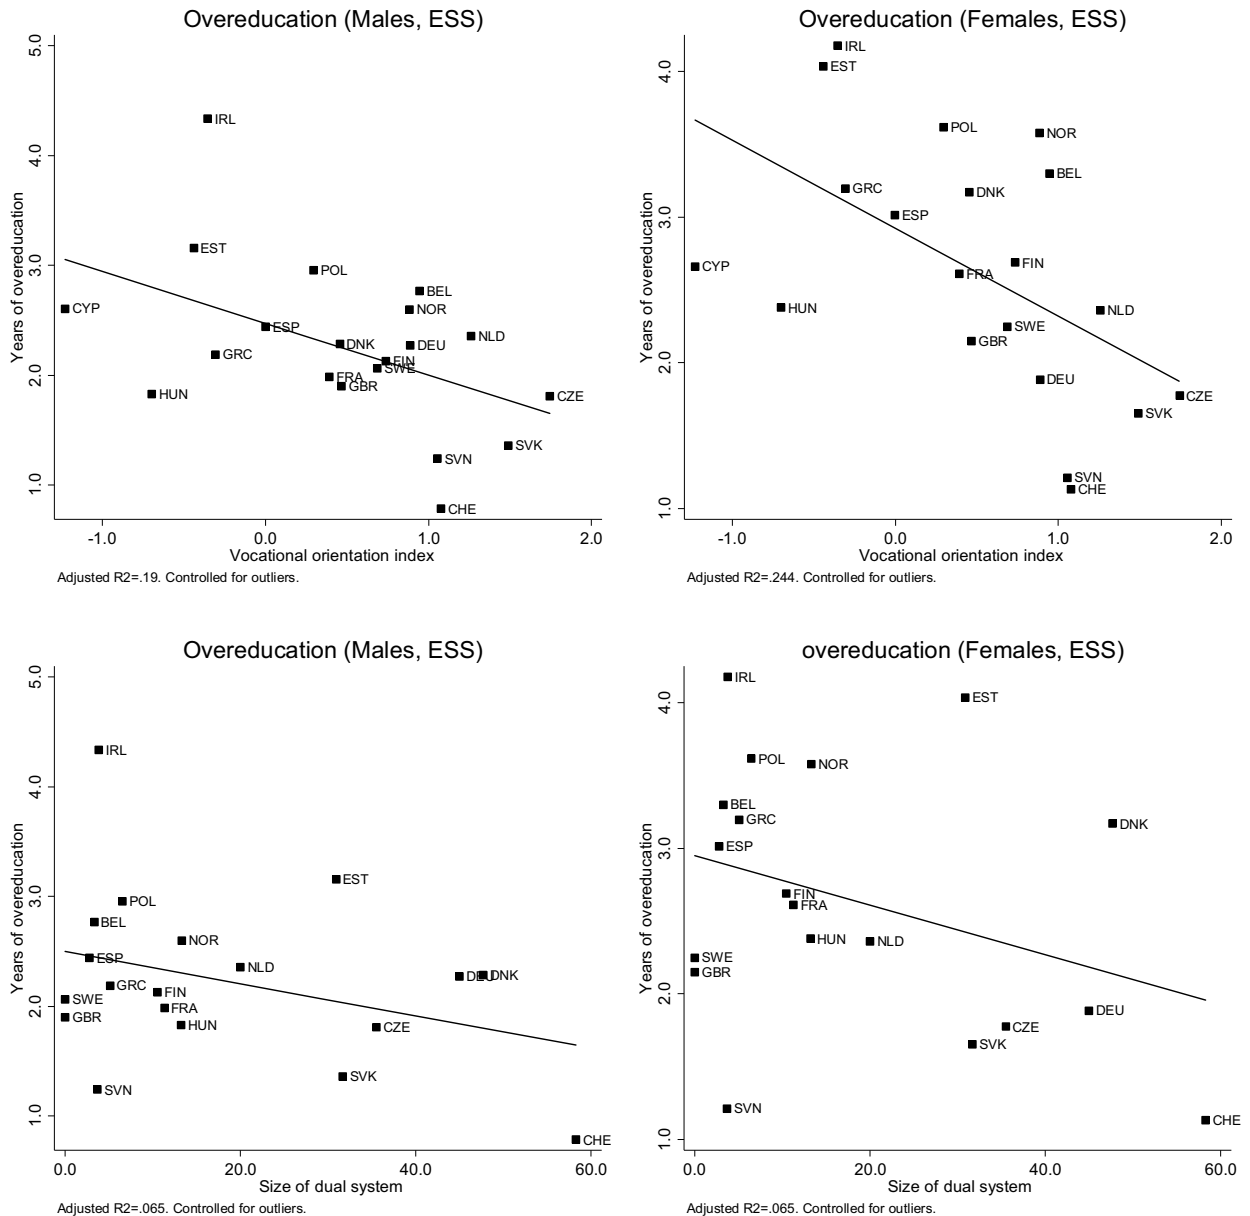 Overeducation (Males, ESS)
Years of overeducation
5.0
4.0
3.0
2.0
1.0
IRL
EST
POL
CYP
BEL
NOR
ESP
NLD
DNK
DEU
GRC
FIN
SWE
FRA
GBR
HUN
CZE
SVK
SVN
CHE
-1.0 0.0 1.0 2.0
Vocational orientation index
Adjusted R2=.19. Controlled for outliers.
Overeducation (Females, ESS)
Years of overeducation
4.0
3.0
2.0
1.0
IRL
EST
POL
NOR
BEL
GRC
DNK
ESP
CYP
FIN
FRA
HUN
NLD
SWE
GBR
DEU
CZE
SVK
SVN
CHE
-1.0 0.0 1.0 2.0
Vocational orientation index
Adjusted R2=.244. Controlled for outliers.
Overeducation (Males, ESS)
Years of overeducation
5.0
4.0
3.0
2.0
1.0
IRL
EST
POL
BEL
NOR
ESP
NLD
DEU
DNK
GRC
FIN
SWE
FRA
GBR
HUN
CZE
SVK
SVN
CHE
0.0 20.0 40.0 60.0
Size of dual system
Adjusted R2=.065. Controlled for outliers.
overeducation (Females, ESS)
Years of overeducation
4.0
3.0
2.0
1.0
IRL
EST
POL
NOR
BEL
GRC
DNK
ESP
FIN
FRA
HUN
NLD
SWE
GBR
DEU
CZE
SVK
SVN
CHE
0.0 20.0 40.0 60.0
Size of dual system
Adjusted R2=.065. Controlled for outliers.